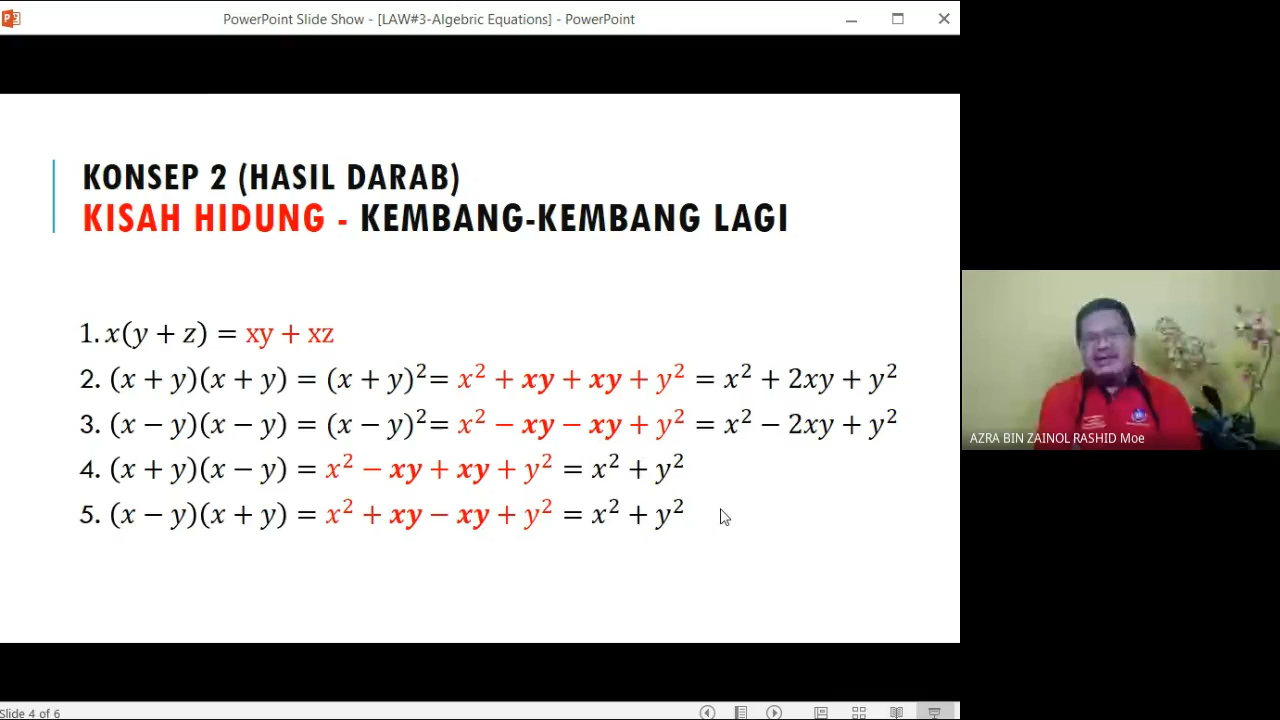 PowerPoint Slide Show - [LAW#3-Algebric Equations] - PowerPoint
KONSEP 2 (HASIL DARAB)
KISAH HIDUNG - KEMBANG-KEMBANG LAGI
1. x(y + z) = xy + xz
2. (x + y)(x + y) = (x + y)²= x² + xy + xy + y² = x² + 2xy + y²
3. (x − y)(x − y) = (x − y)²= x² − xy − xy + y² = x² − 2xy + y²
4. (x + y)(x − y) = x² − xy + xy + y² = x² + y²
5. (x − y)(x + y) = x² + xy − xy + y² = x² + y²
AZRA BIN ZAINOL RASHID Moe
Slide 4 of 6